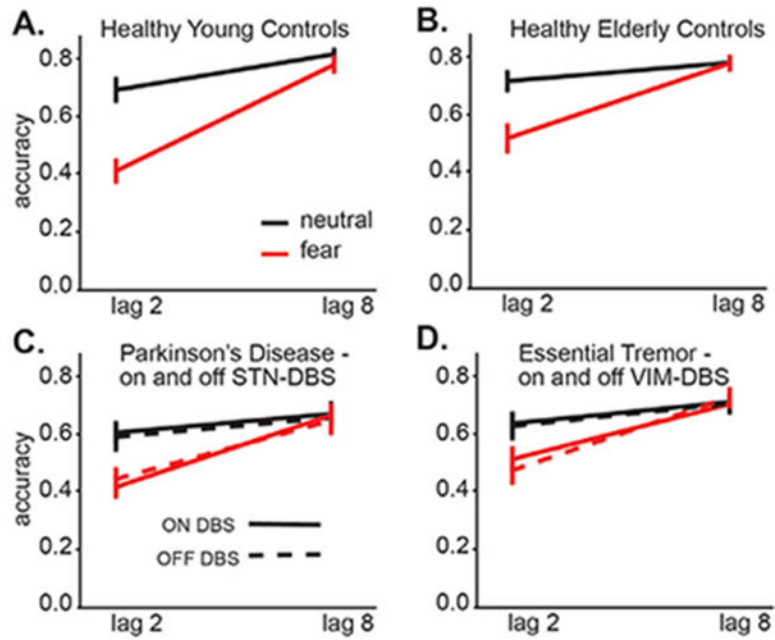 A.
Healthy Young Controls
accuracy
0.8
0.6
0.4
0.2
0.0
neutral
fear
lag 2
lag 8
B.
Healthy Elderly Controls
0.8
0.6
0.4
0.2
0.0
lag 2
lag 8
C.
Parkinson's Disease -
on and off STN-DBS
accuracy
0.8
0.6
0.4
0.2
0.0
ON DBS
OFF DBS
lag 2
lag 8
D.
Essential Tremor -
on and off VIM-DBS
0.8
0.6
0.4
0.2
0.0
lag 2
lag 8